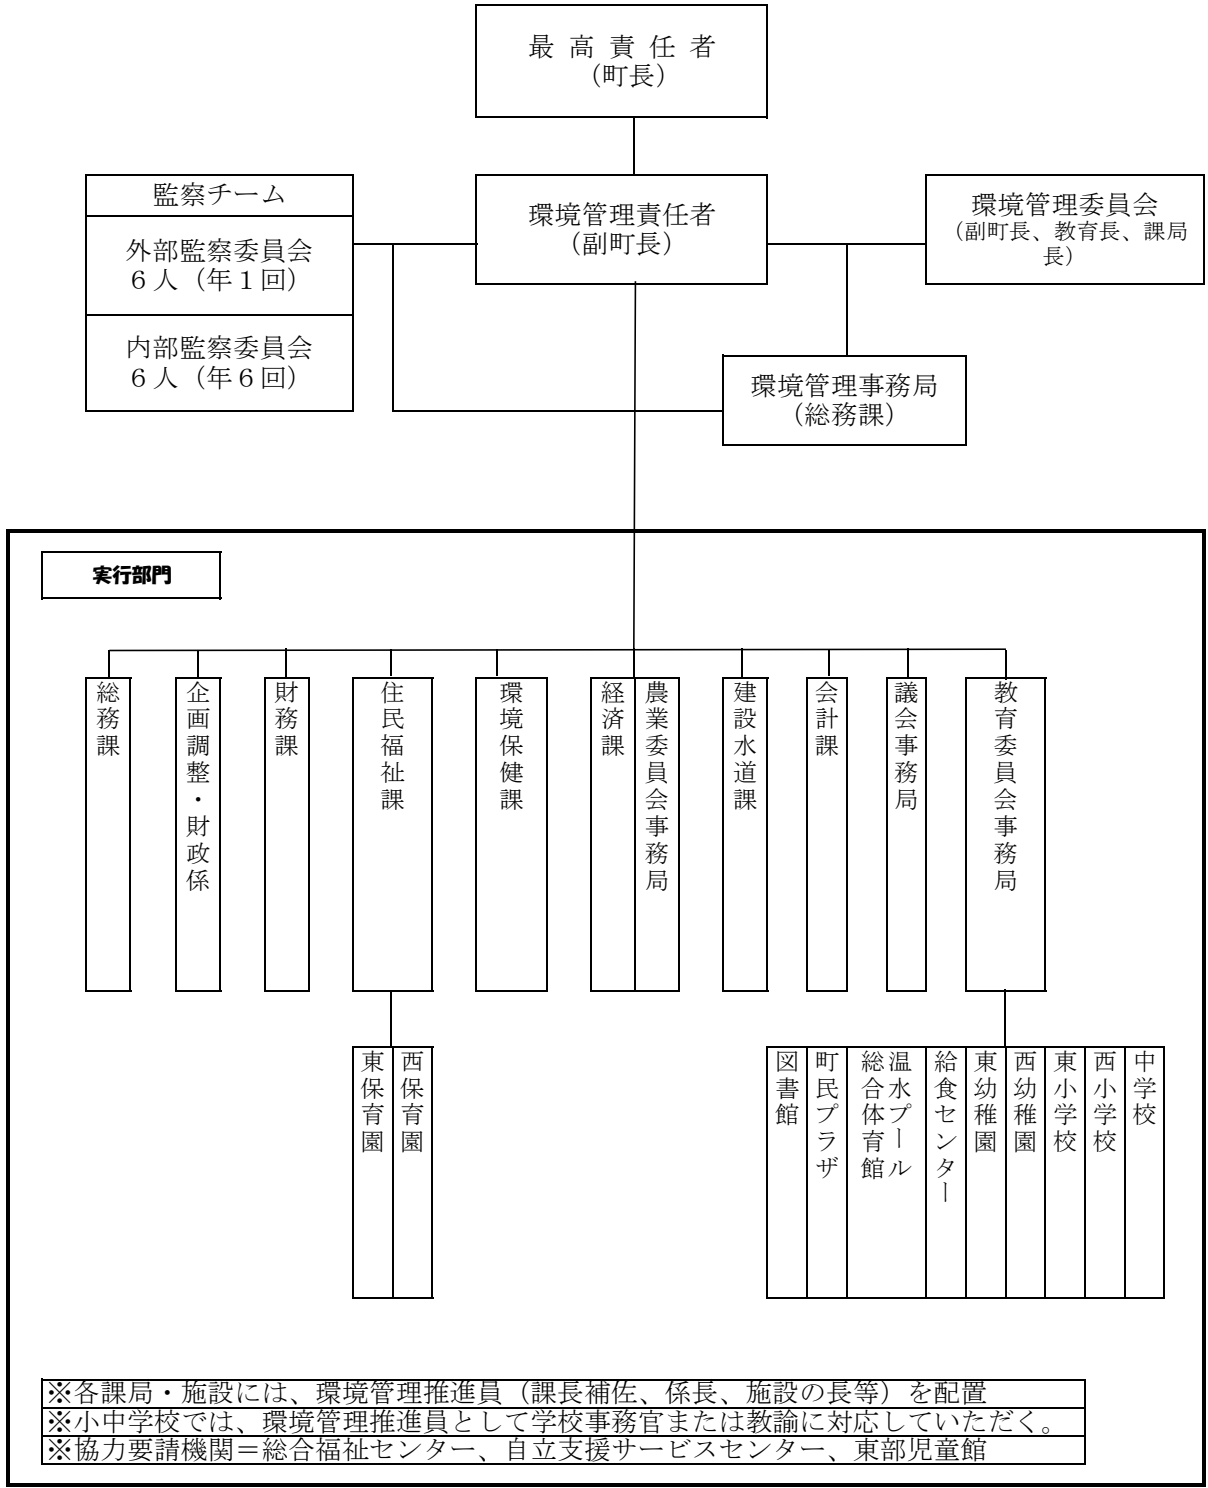 最高責任者
（町長）
監察チーム
外部監察委員会
６人（年１回）
内部監察委員会
６人（年６回）
環境管理責任者
（副町長）
環境管理委員会
（副町長、教育長、課局
長）
環境管理事務局
（総務課）
実行部門
総務課
企画調整・財政係
財務課
住民福祉課
環境保健課
経済課
農業委員会事務局
建設水道課
会計課
議会事務局
教育委員会事務局
東保育園
西保育園
図書館
町民プラザ
総合体育館
温水プール
給食センター
東幼稚園
西幼稚園
東小学校
西小学校
中学校
※各課局・施設には、環境管理推進員（課長補佐、係長、施設の長等）を配置
※小中学校では、環境管理推進員として学校事務官または教諭に対応していただく。
※協力要請機関＝総合福祉センター、自立支援サービスセンター、東部児童館